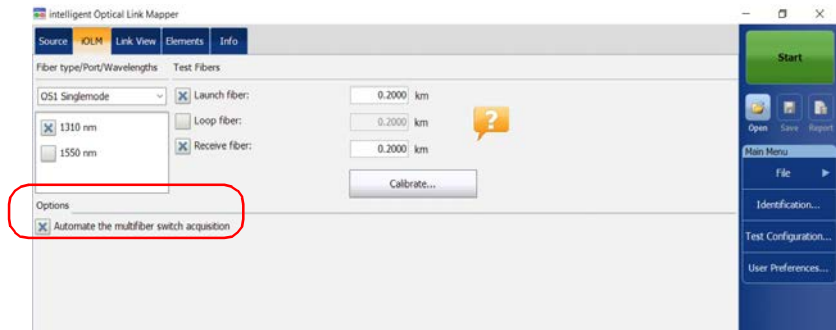 intelligent Optical Link Mapper
Source iOLM Link View Elements Info
Fiber type/Port/Wavelengths Test Fibers
OS1 Singlemode
Launch fiber: 0.2000 km
1310 nm
Loop fiber: 0.2000 km
1550 nm
Receive fiber: 0.2000 km
?
Calibrate...
Options
Automate the multifiber switch acquisition
Start
Open Save Report
Main Menu
File
Identification...
Test Configuration...
User Preferences...